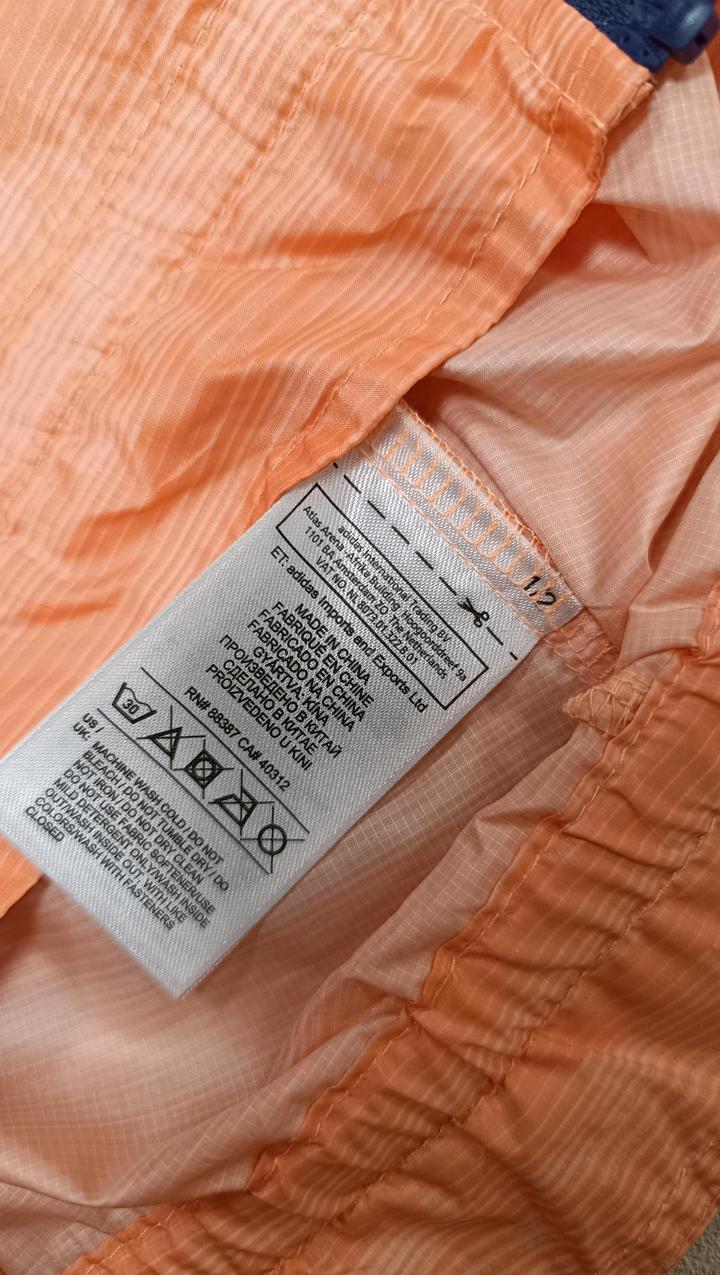 1/2
adidas International Trading BV
Atlas Arena -Afrika Building Hoogoorddreef 9a
1101 BA Amsterdam ZO, The Netherlands
VAT NO. NL 8073.01.322.B.01
ET: adidas Imports and Exports Ltd
MADE IN CHINA
FABRIQUE EN CHINE
FABRICADO EN CHINA
FABRICADO NA CHINA
GYÁRTVA: KÍNA
ПРОИЗВЕДЕНО В КИТАЙ
СДЕЛАНО В КИТАЕ
PROIZVEDENO U KINI
RN# 88387 CA# 40312
30
US /
UK:
MACHINE WASH COLD / DO NOT
BLEACH / DO NOT TUMBLE DRY / DO
NOT IRON / DO NOT DRY CLEAN
DO NOT USE FABRIC SOFTENER/USE
MILD DETERGENT ONLY/WASH INSIDE
OUT/WASH INSIDE OUT, WITH LIKE
COLORS/WASH WITH FASTENERS
CLOSED